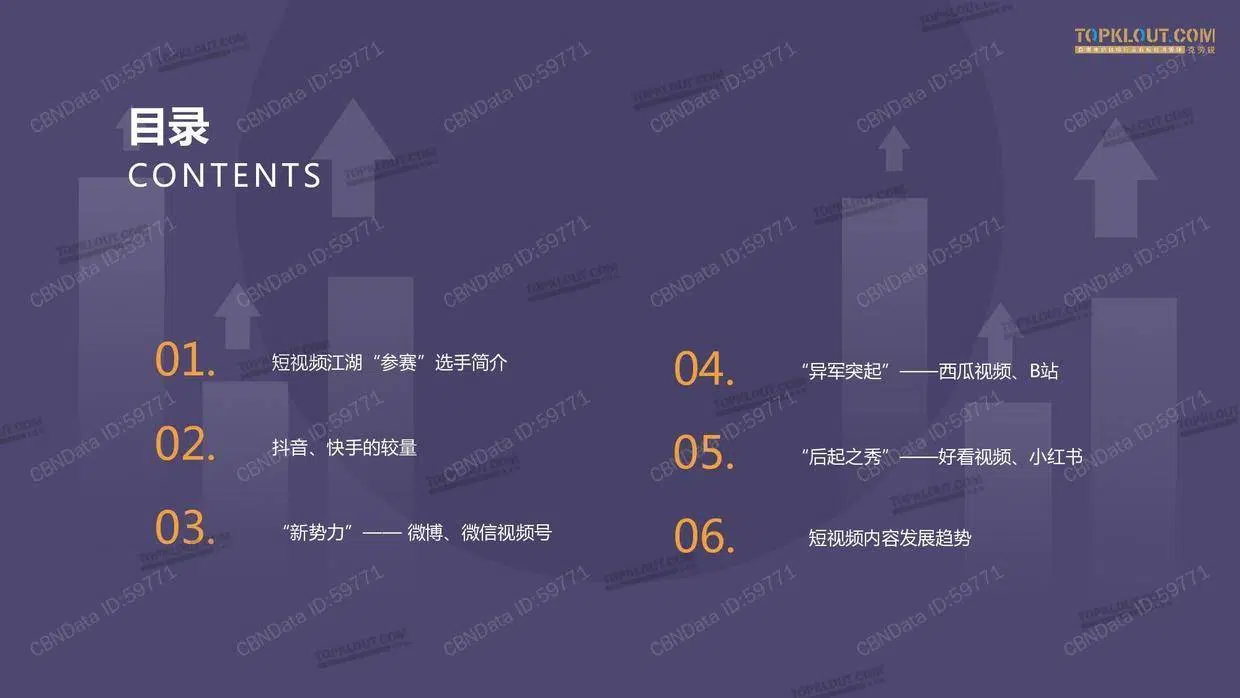 TOPKLOUT.COM
克劳锐
目录
CONTENTS
01.
短视频江湖“参赛”选手简介
02.
抖音、快手的较量
03.
“新势力”—— 微博、微信视频号
04.
“异军突起”——西瓜视频、B站
05.
“后起之秀”——好看视频、小红书
06.
短视频内容发展趋势
CBNData ID:59771